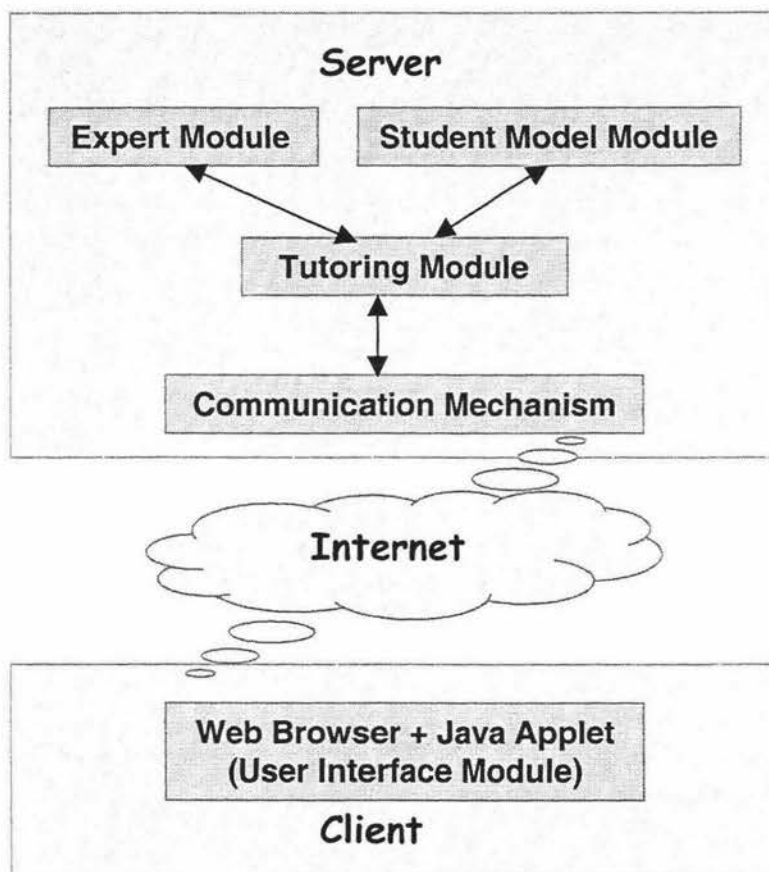 Server
Expert Module
Student Model Module
Tutoring Module
Communication Mechanism
Internet
Web Browser + Java Applet
(User Interface Module)
Client